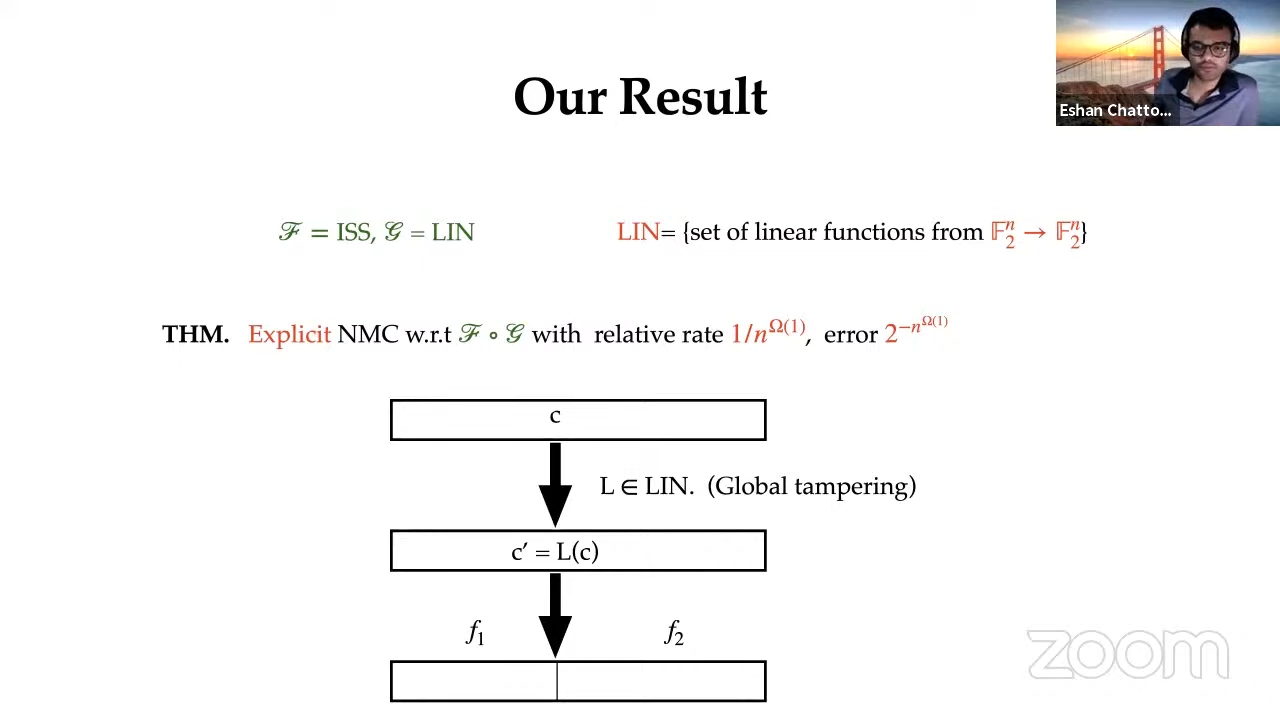 Our Result
Eshan Chatto...
ℱ = ISS, 𝒢 = LIN
LIN= {set of linear functions from 𝔽₂ⁿ → 𝔽₂ⁿ}
THM. Explicit NMC w.r.t ℱ ∘ 𝒢 with relative rate 1/n^{Ω(1)}, error 2^{-n^{Ω(1)}}
c
L ∈ LIN. (Global tampering)
c′ = L(c)
f₁ f₂
zoom